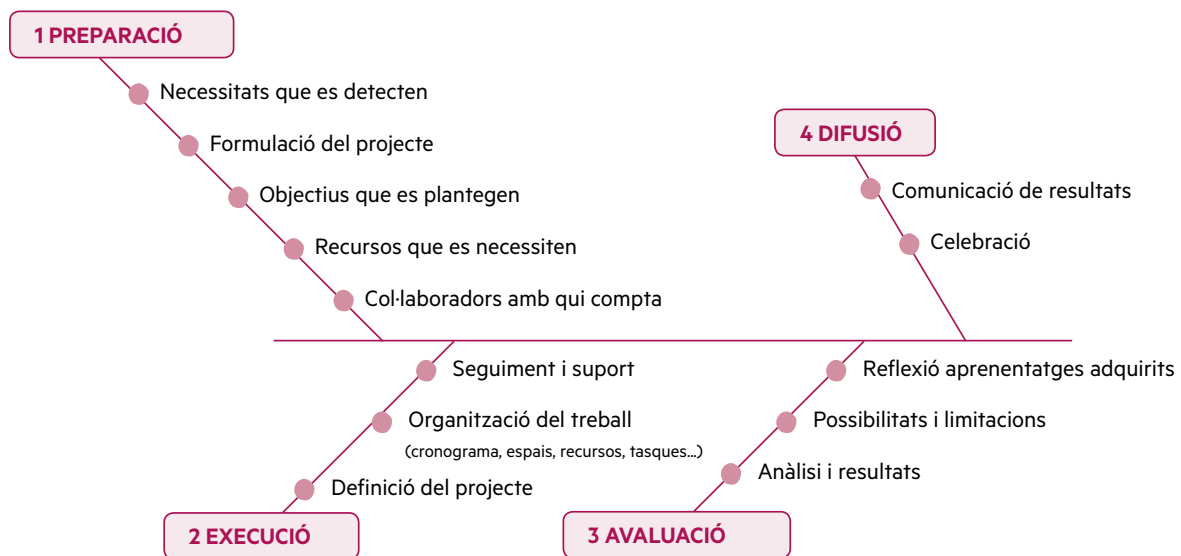 1 PREPARACIÓ
Necessitats que es detecten
Formulació del projecte
Objectius que es plantegen
Recursos que es necessiten
Col·laboradors amb qui compta
4 DIFUSIÓ
Comunicació de resultats
Celebració
Seguiment i suport
Organització del treball
(cronograma, espais, recursos, tasques...)
Definició del projecte
2 EXECUCIÓ
Reflexió aprenentatges adquirits
Possibilitats i limitacions
Anàlisi i resultats
3 AVALUACIÓ